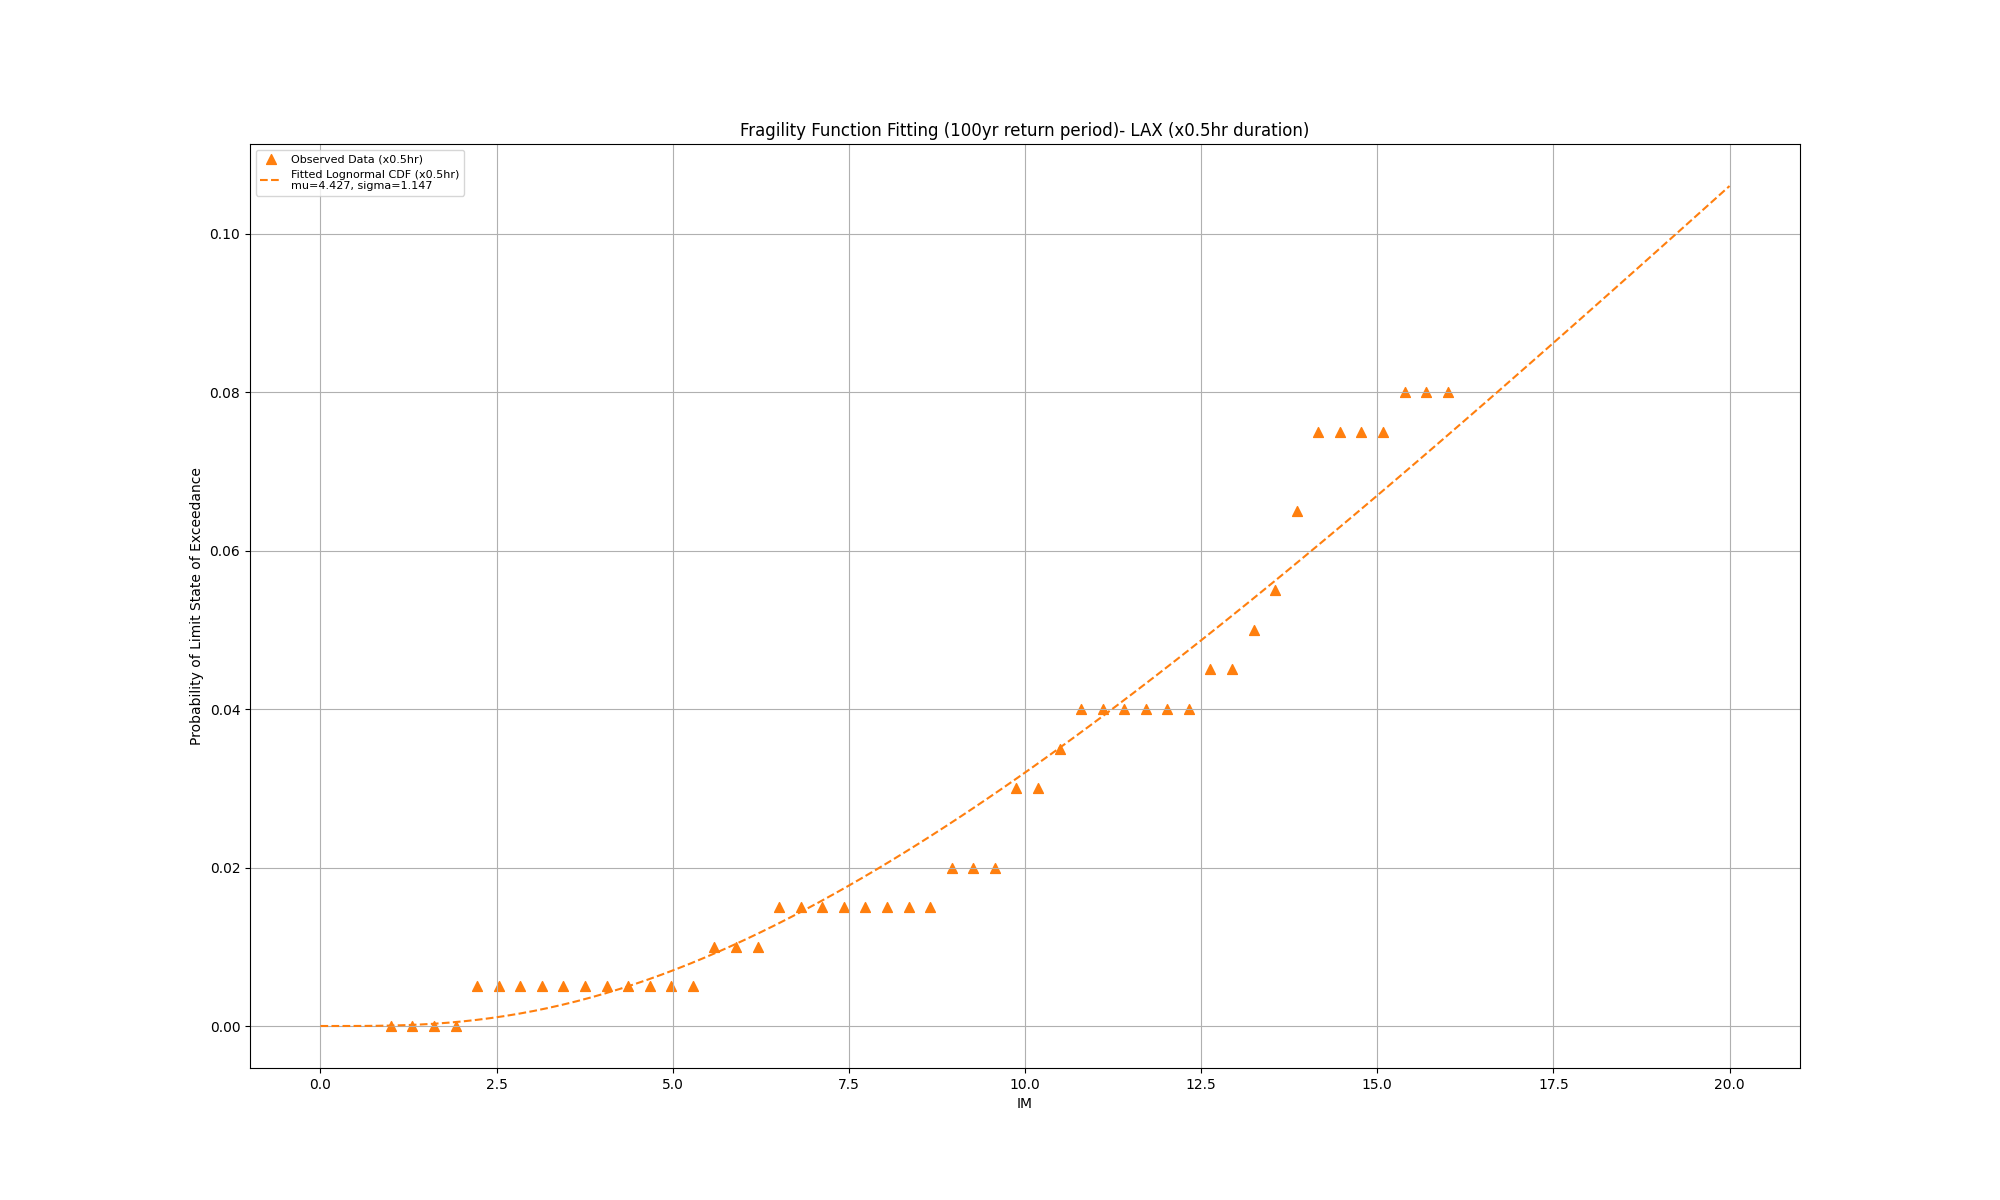 Fragility Function Fitting (100yr return period)- LAX (x0.5hr duration)
Observed Data (x0.5hr)
Fitted Lognormal CDF (x0.5hr)
mu=4.427, sigma=1.147
Probability of Limit State of Exceedance
0.10
0.08
0.06
0.04
0.02
0.00
0.0 2.5 5.0 7.5 10.0 12.5 15.0 17.5 20.0
IM